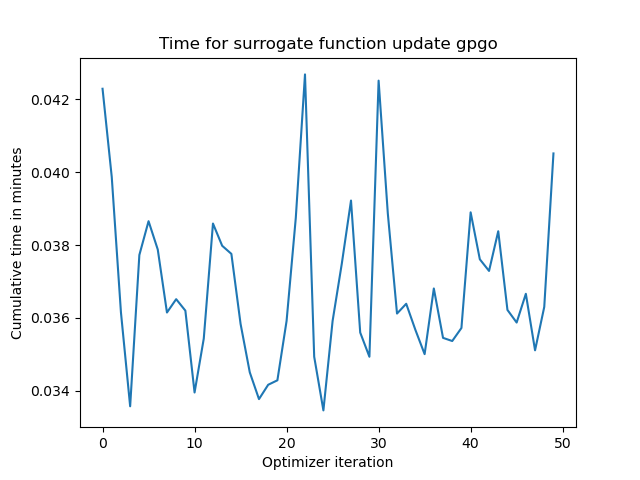 Time for surrogate function update gpgo
Cumulative time in minutes
0.042
0.040
0.038
0.036
0.034
0 10 20 30 40 50
Optimizer iteration